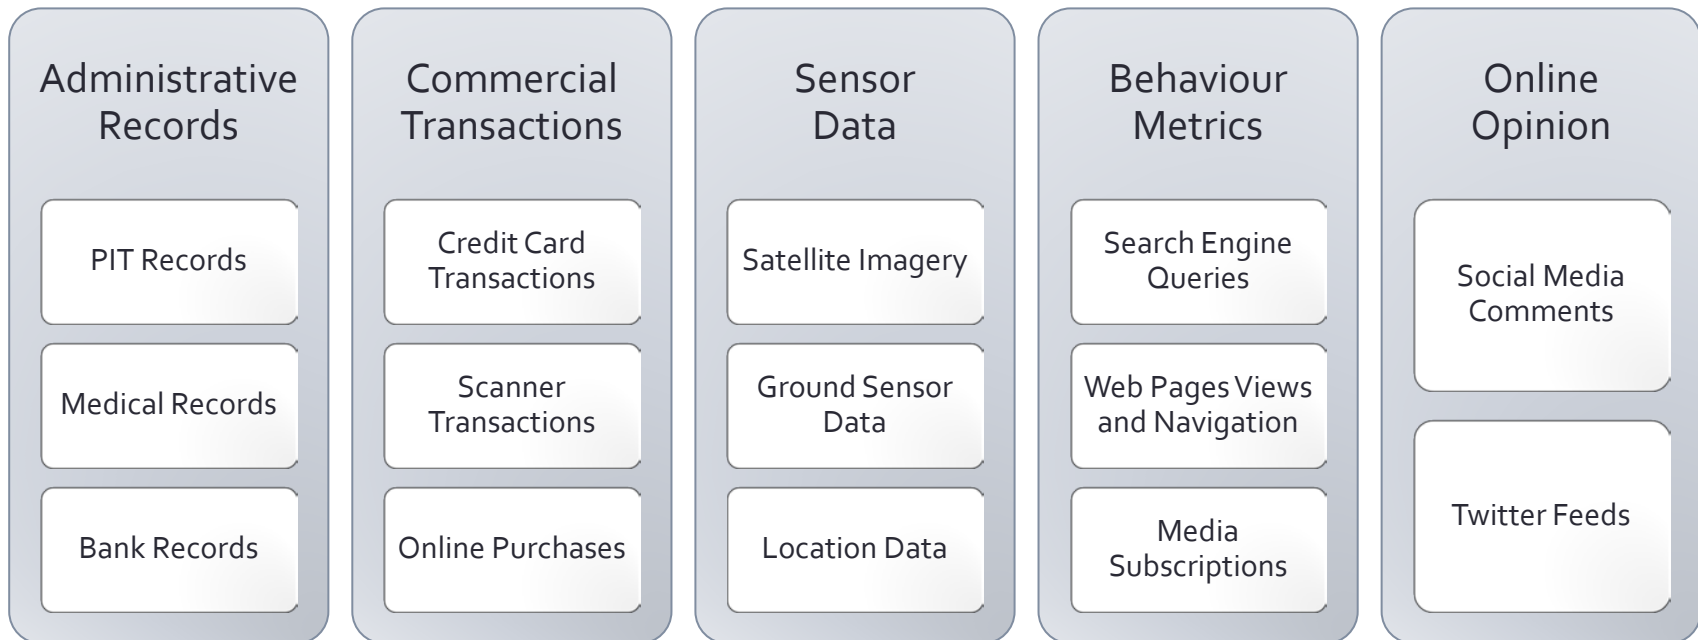 Administrative
Records
PIT Records
Medical Records
Bank Records
Commercial
Transactions
Credit Card
Transactions
Scanner
Transactions
Online Purchases
Sensor
Data
Satellite Imagery
Ground Sensor
Data
Location Data
Behaviour
Metrics
Search Engine
Queries
Web Pages Views
and Navigation
Media
Subscriptions
Online
Opinion
Social Media
Comments
Twitter Feeds